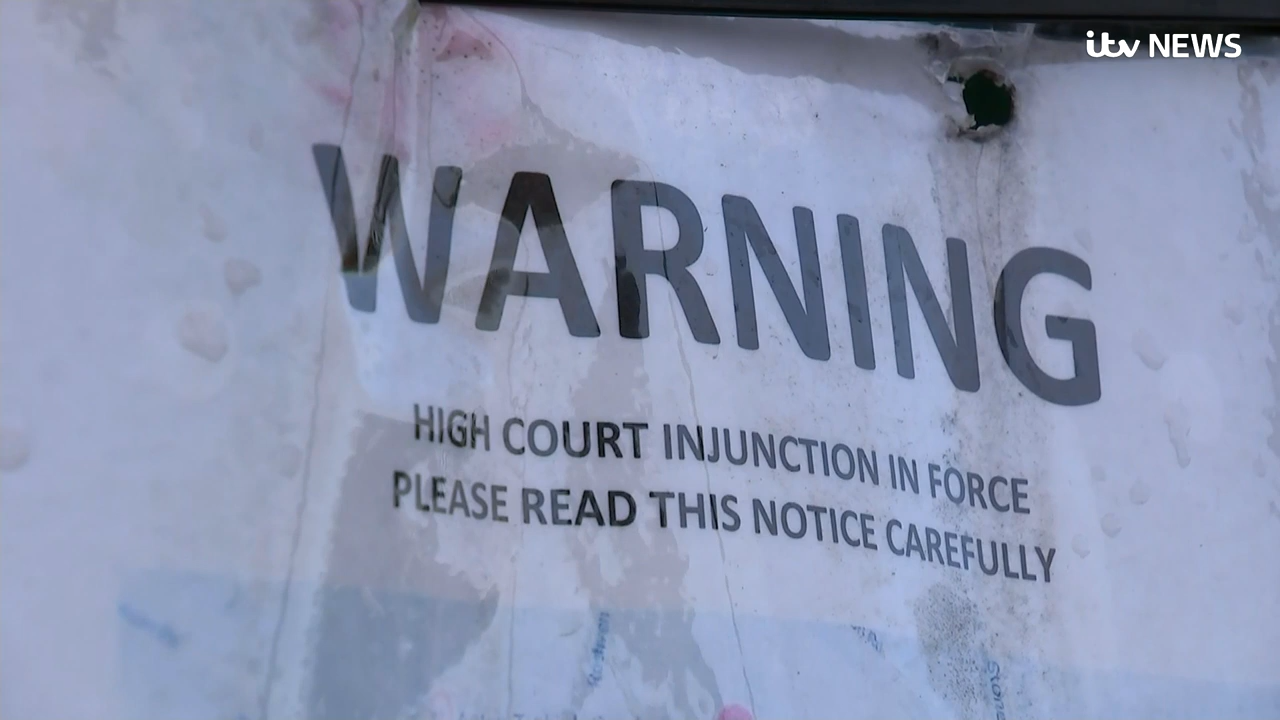 itv NEWS
WARNING
HIGH COURT INJUNCTION IN FORCE
PLEASE READ THIS NOTICE CAREFULLY